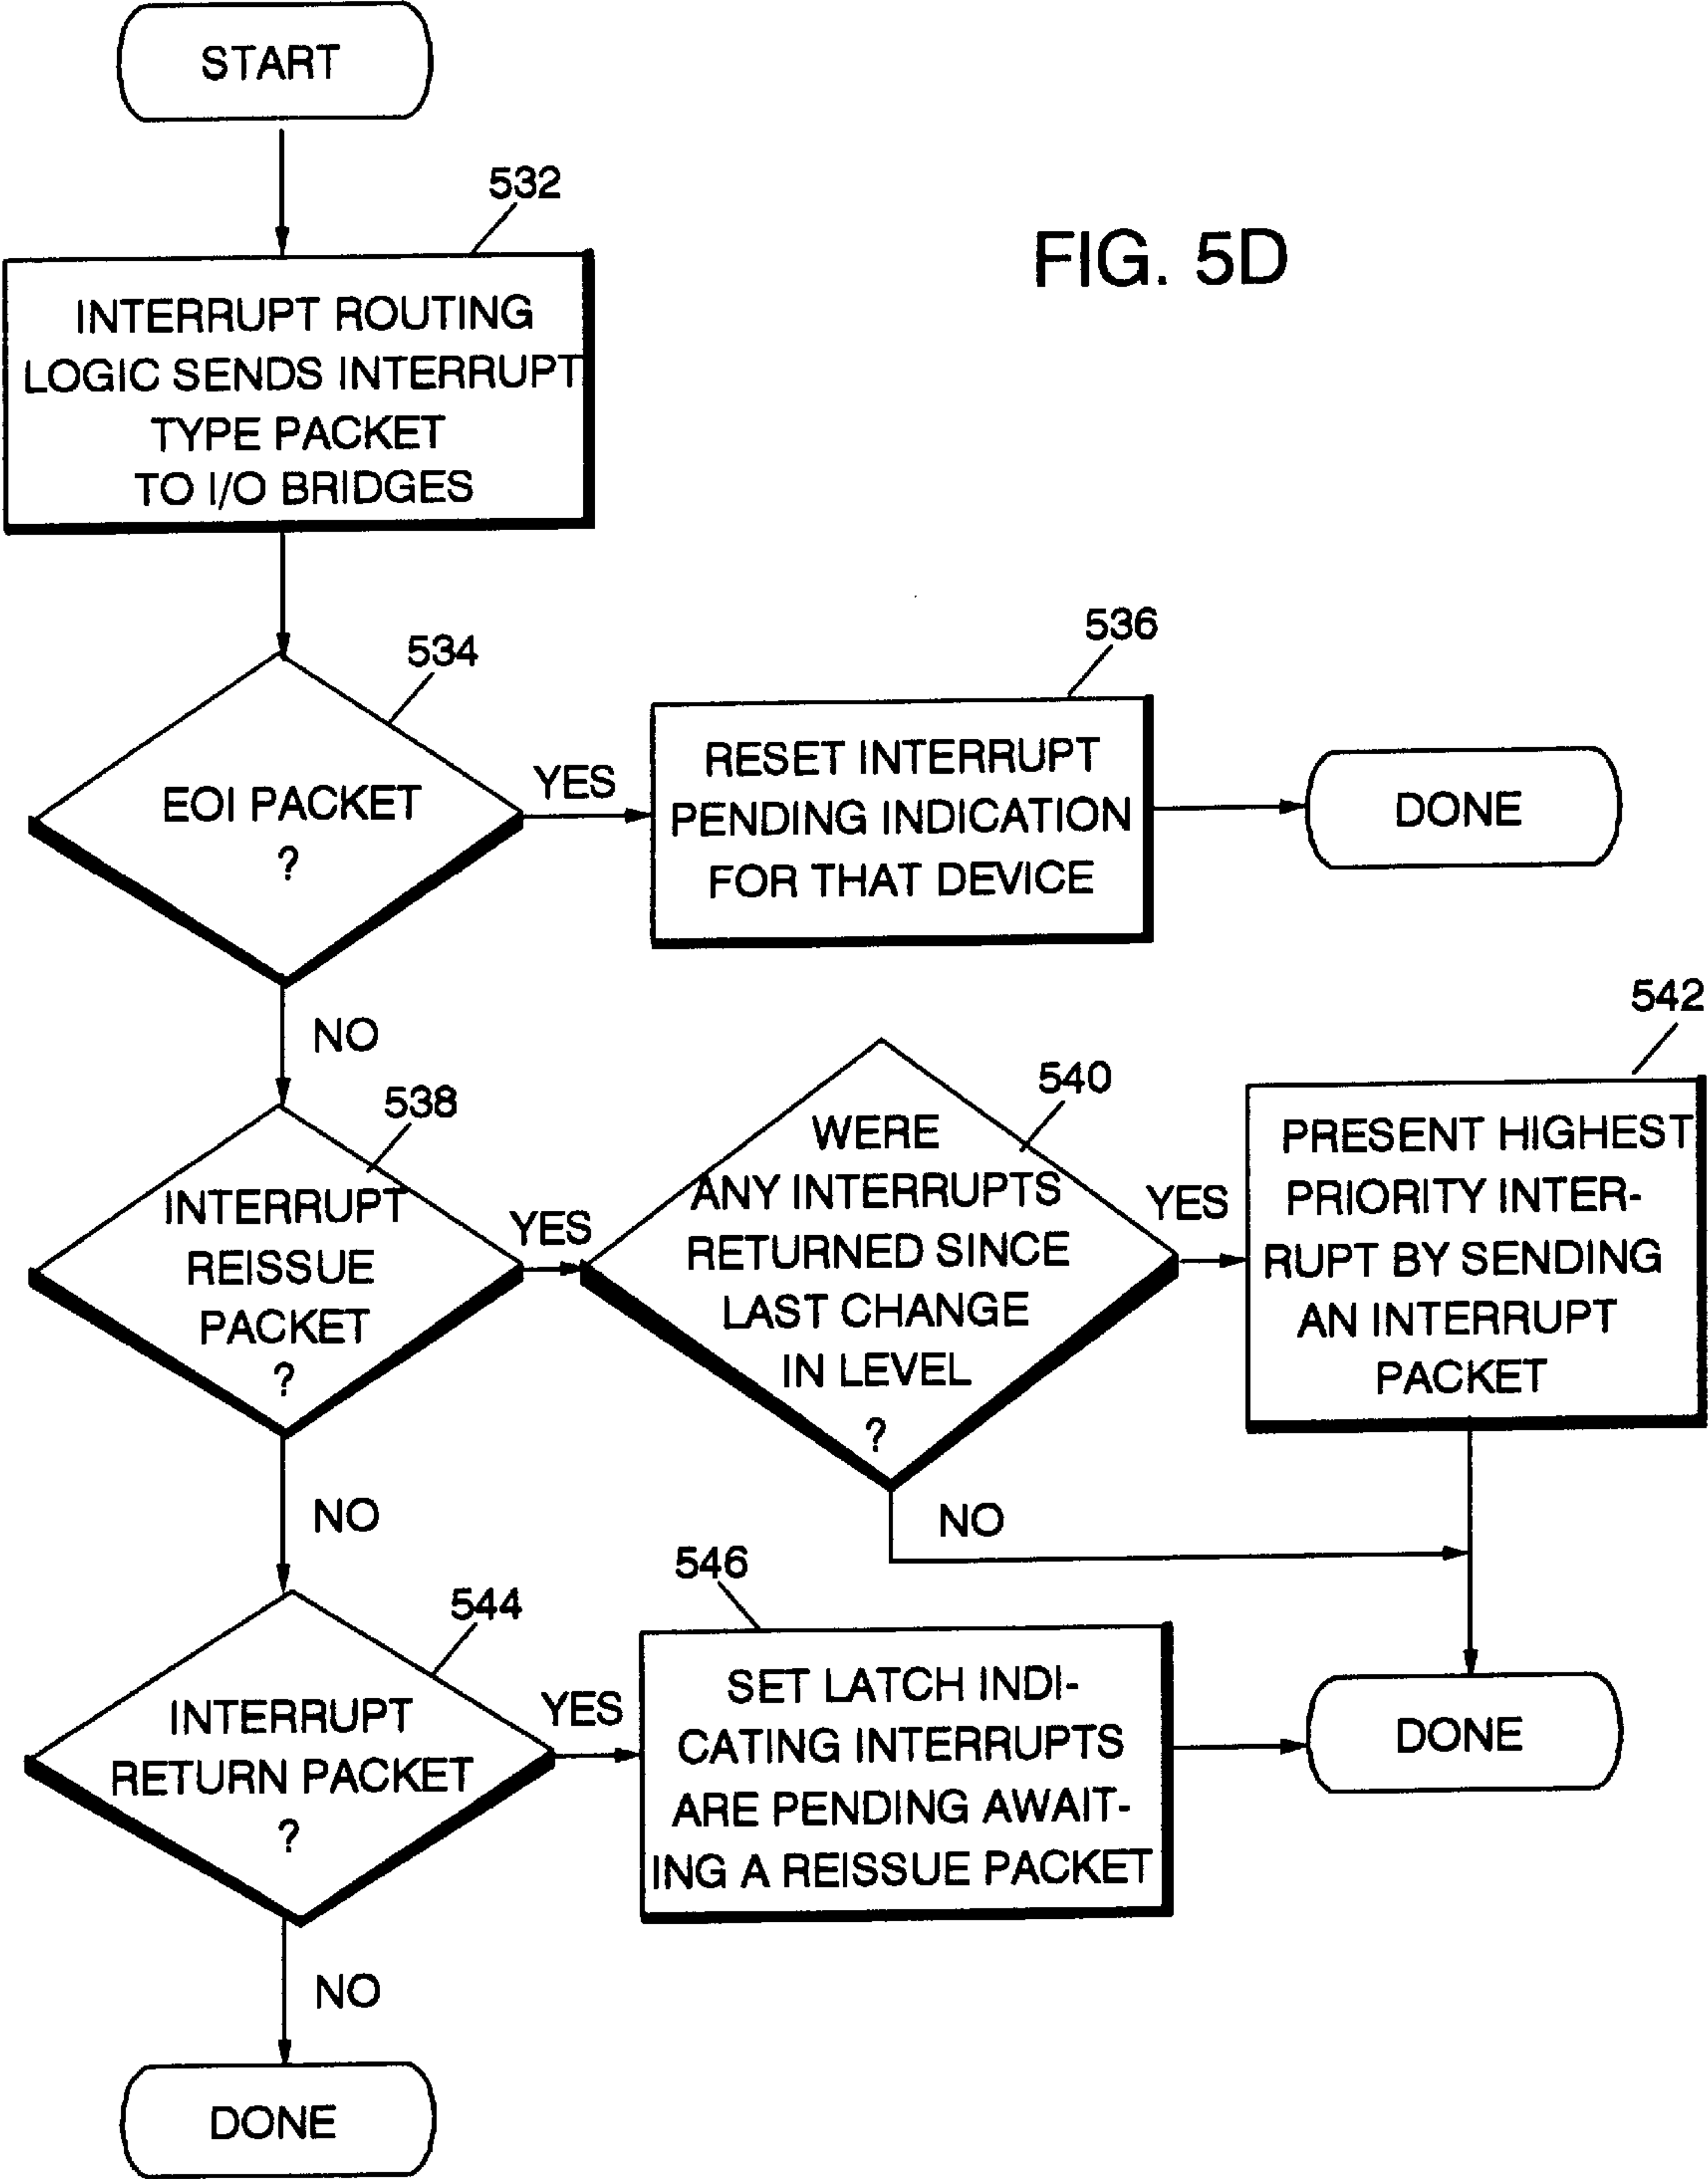 START
532
FIG. 5D
INTERRUPT ROUTING
LOGIC SENDS INTERRUPT
TYPE PACKET
TO I/O BRIDGES
534
EOI PACKET
?
YES
536
RESET INTERRUPT
PENDING INDICATION
FOR THAT DEVICE
DONE
NO
538
INTERRUPT
REISSUE
PACKET
?
YES
540
WERE
ANY INTERRUPTS
RETURNED SINCE
LAST CHANGE
IN LEVEL
?
YES
542
PRESENT HIGHEST
PRIORITY INTER-
RUPT BY SENDING
AN INTERRUPT
PACKET
NO
NO
544
INTERRUPT
RETURN PACKET
?
YES
546
SET LATCH INDI-
CATING INTERRUPTS
ARE PENDING AWAIT-
ING A REISSUE PACKET
DONE
NO
DONE